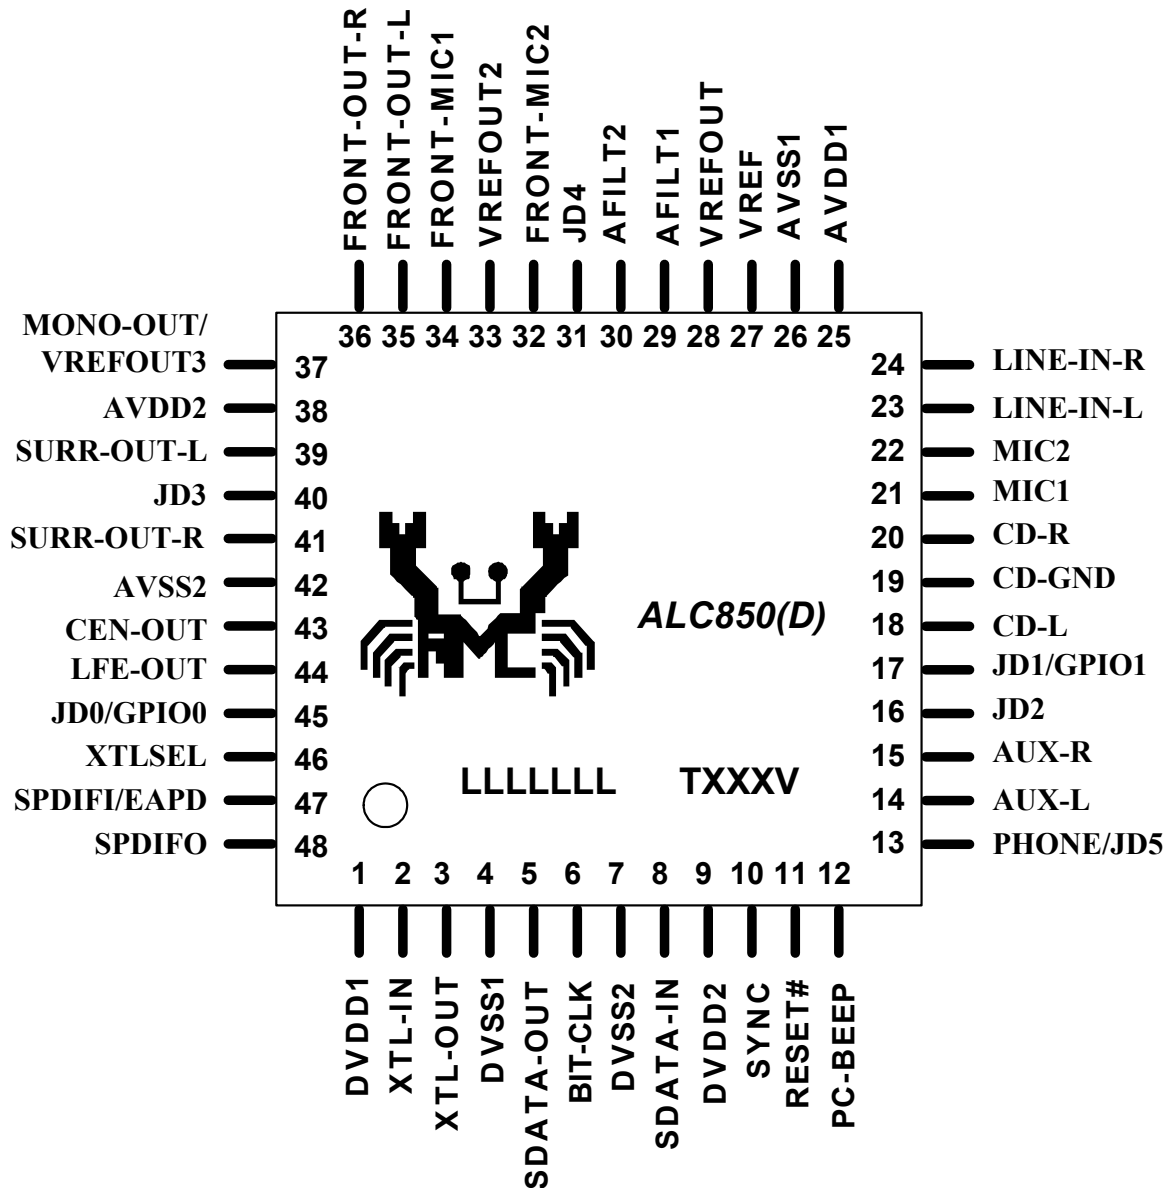 FRONT-OUT-R
FRONT-OUT-L
FRONT-MIC1
VREFOUT2
FRONT-MIC2
JD4
AFILT2
AFILT1
VREFOUT
VREF
AVSS1
AVDD1
36 35 34 33 32 31 30 29 28 27 26 25
MONO-OUT/
VREFOUT3 37
AVDD2 38
SURR-OUT-L 39
JD3 40
SURR-OUT-R 41
AVSS2 42
CEN-OUT 43
LFE-OUT 44
JD0/GPIO0 45
XTLSEL 46
SPDIFI/EAPD 47
SPDIFO 48
ALC850(D)
LLLLLLL TXXXV
24 LINE-IN-R
23 LINE-IN-L
22 MIC2
21 MIC1
20 CD-R
19 CD-GND
18 CD-L
17 JD1/GPIO1
16 JD2
15 AUX-R
14 AUX-L
13 PHONE/JD5
1 2 3 4 5 6 7 8 9 10 11 12
DVDD1
XTL-IN
XTL-OUT
DVSS1
SDATA-OUT
BIT-CLK
DVSS2
SDATA-IN
DVDD2
SYNC
RESET#
PC-BEEP